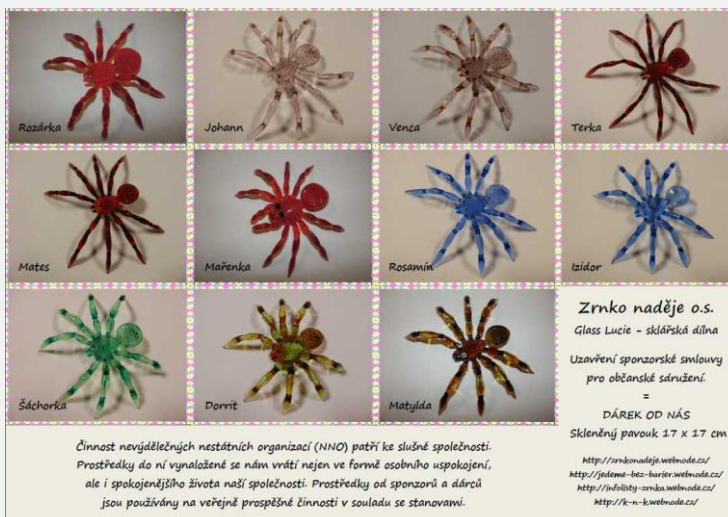 Rozárka
Johann
Venca
Terka
Mates
Mařenka
Rosamín
Izidor
Šáchorka
Dorrit
Matylda
Zrnko naděje o.s.
Glass Lucie - sklářská dílna
Uzavření sponzorské smlouvy
pro občanské sdružení.
=
DÁREK OD NÁS
Skleněný pavouk 17 x 17 cm
http://zrnkonadeje.webnode.cz/
http://jedeme-bez-barier.webnode.cz/
http://infolisty-zrnka.webnode.cz/
http://k-n-k.webnode.cz/
Činnost nevýdělečných nestátních organizací (NNO) patří ke slušné společnosti.
Prostředky do ní vynaložené se nám vrátí nejen ve formě osobního uspokojení,
ale i spokojenějšího života naší společnosti. Prostředky od sponzorů a dárců
jsou používány na veřejně prospěšné činnosti v souladu se stanovami.